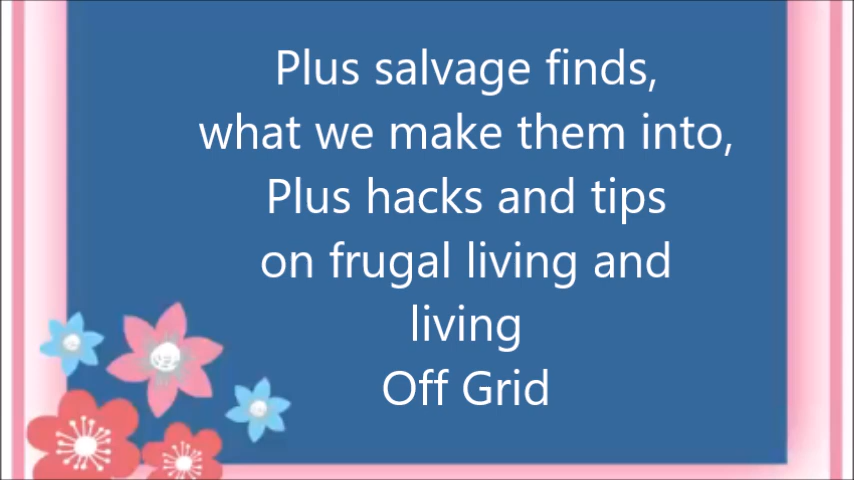 Plus salvage finds,
what we make them into,
Plus hacks and tips
on frugal living and
living
Off Grid